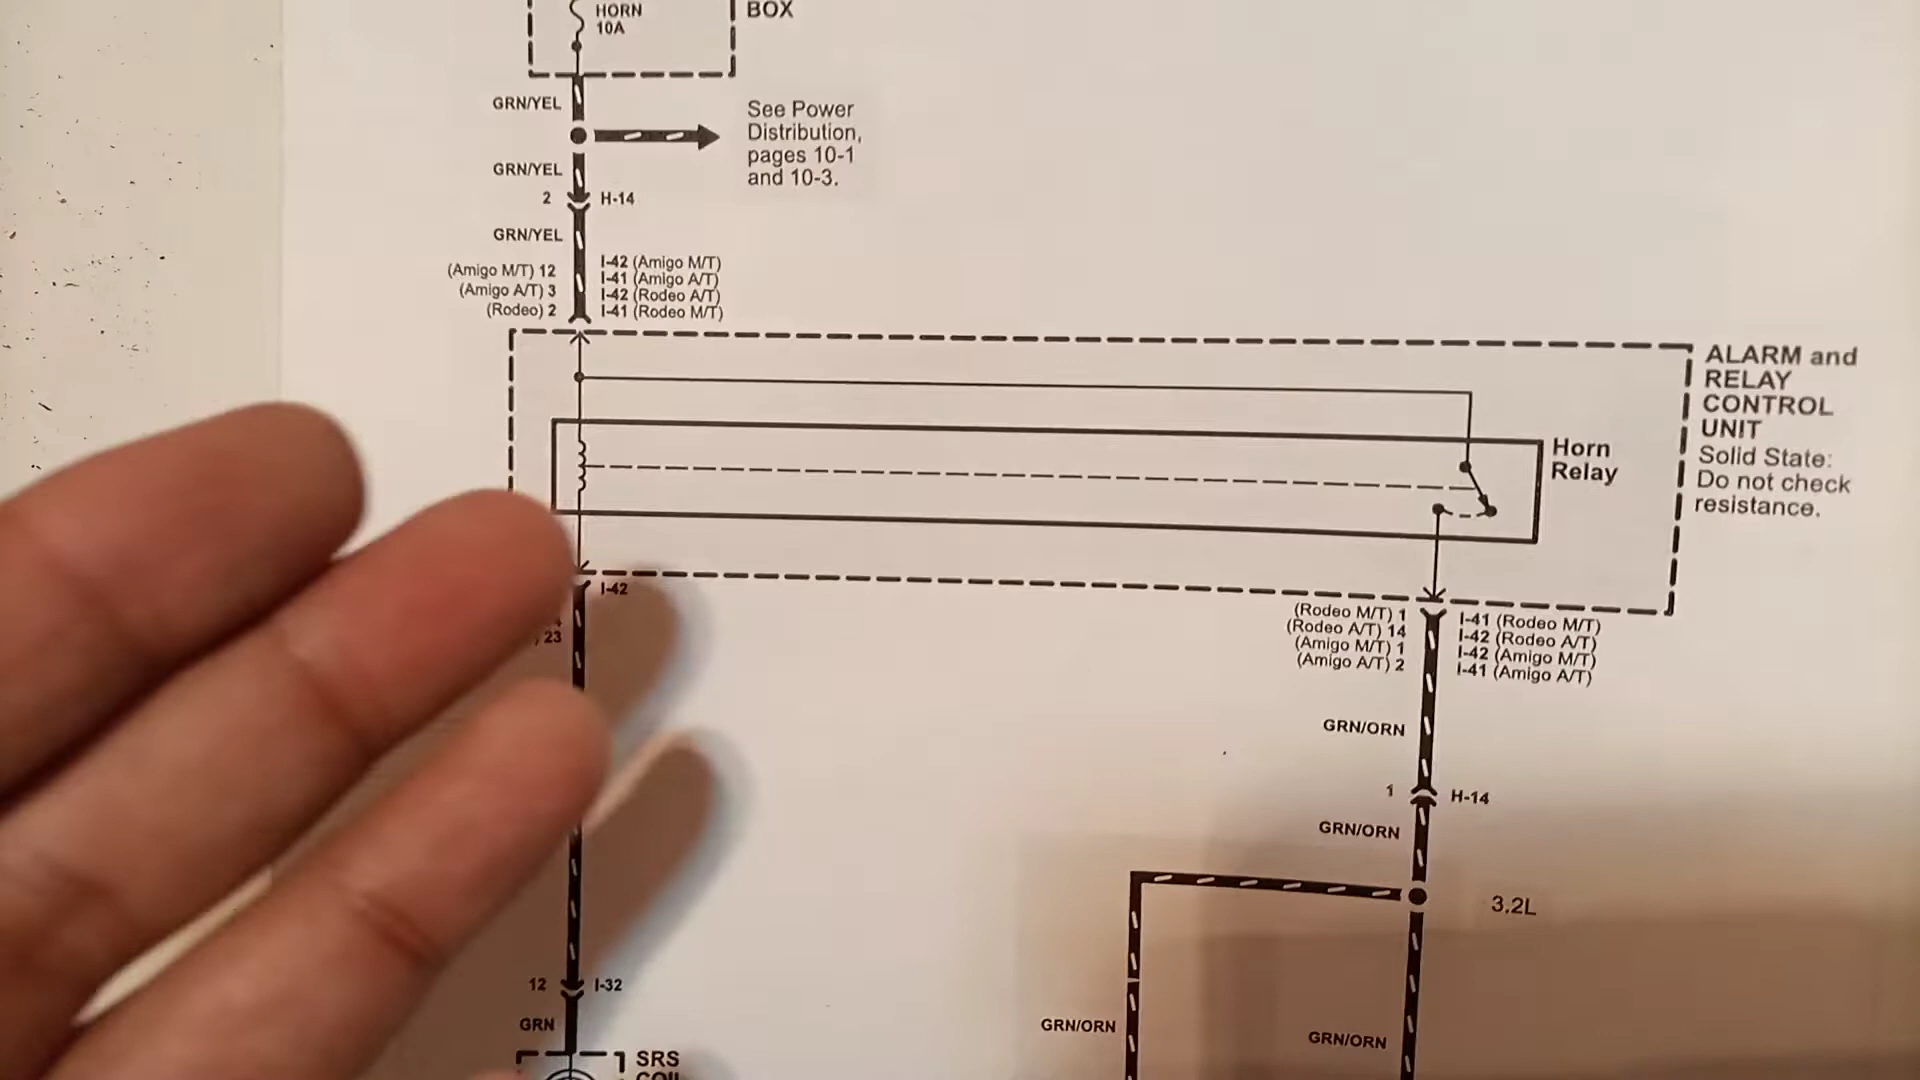 HORN
10A
BOX
GRN/YEL
See Power
Distribution,
pages 10-1
and 10-3.
GRN/YEL
2
H-14
GRN/YEL
(Amigo M/T) 12
(Amigo A/T) 3
(Rodeo) 2
I-42 (Amigo M/T)
I-41 (Amigo A/T)
I-42 (Rodeo A/T)
I-41 (Rodeo M/T)
ALARM and
RELAY
CONTROL
UNIT
Solid State:
Do not check
resistance.
Horn
Relay
I-42
23
(Rodeo M/T) 1
(Rodeo A/T) 14
(Amigo M/T) 1
(Amigo A/T) 2
I-41 (Rodeo M/T)
I-42 (Rodeo A/T)
I-42 (Amigo M/T)
I-41 (Amigo A/T)
GRN/ORN
1
H-14
GRN/ORN
3.2L
12
I-32
GRN
GRN/ORN
GRN/ORN
SRS
COIL